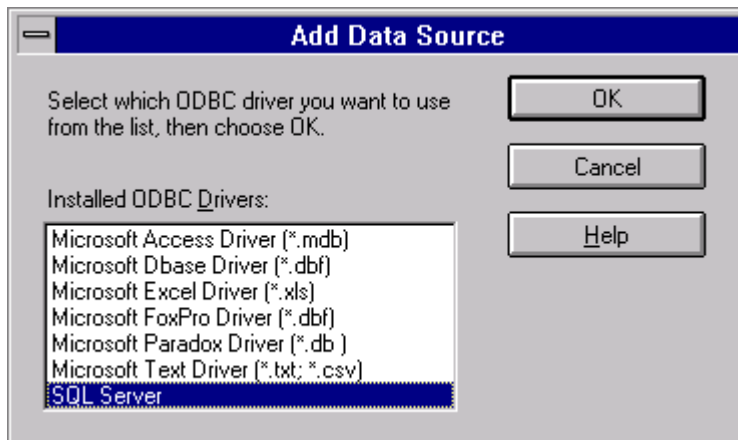 Add Data Source
Select which ODBC driver you want to use
from the list, then choose OK.
OK
Cancel
Help
Installed ODBC Drivers:
Microsoft Access Driver (*.mdb)
Microsoft Dbase Driver (*.dbf)
Microsoft Excel Driver (*.xls)
Microsoft FoxPro Driver (*.dbf)
Microsoft Paradox Driver (*.db )
Microsoft Text Driver (*.txt; *.csv)
SQL Server